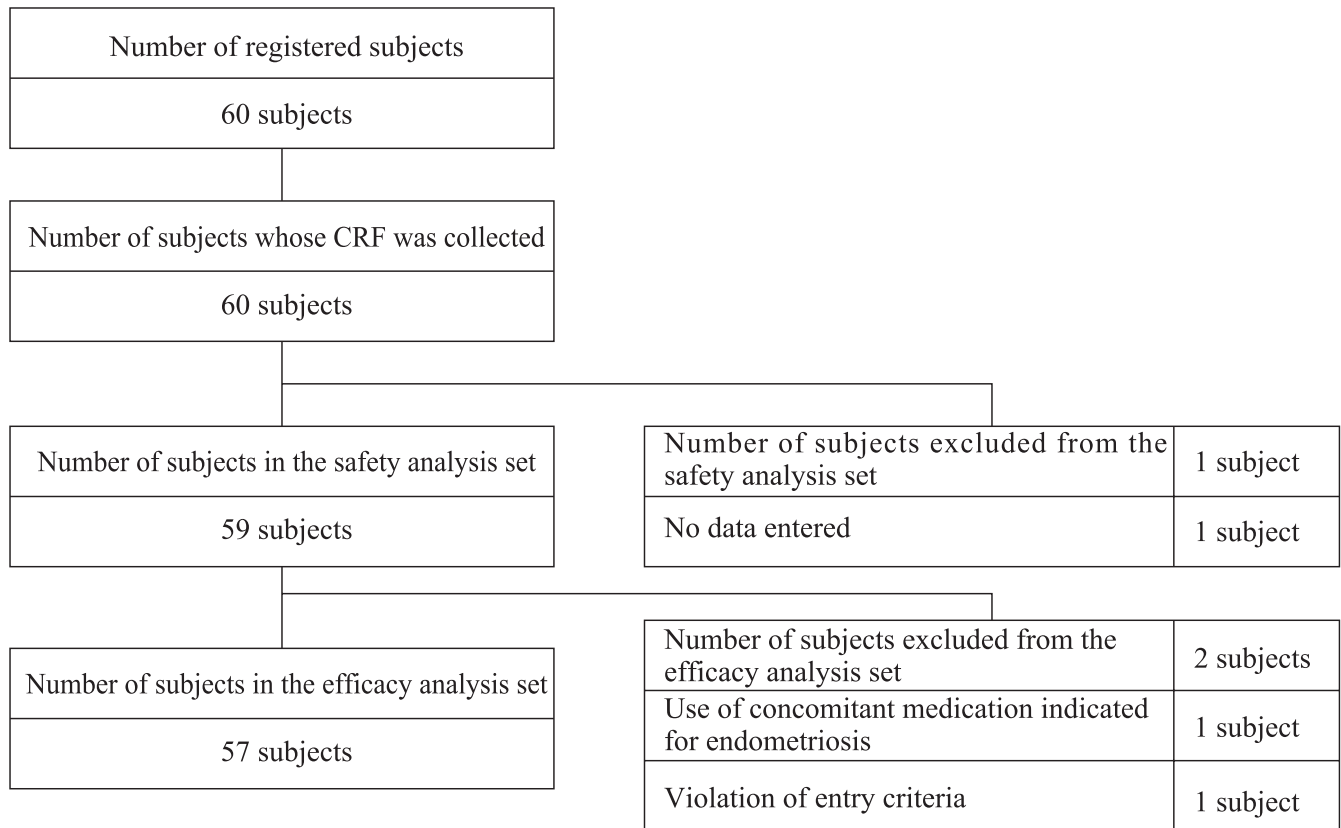 Number of registered subjects
60 subjects
Number of subjects whose CRF was collected
60 subjects
Number of subjects in the safety analysis set
59 subjects
Number of subjects excluded from the
safety analysis set
1 subject
No data entered
1 subject
Number of subjects in the efficacy analysis set
57 subjects
Number of subjects excluded from the
efficacy analysis set
2 subjects
Use of concomitant medication indicated
for endometriosis
1 subject
Violation of entry criteria
1 subject